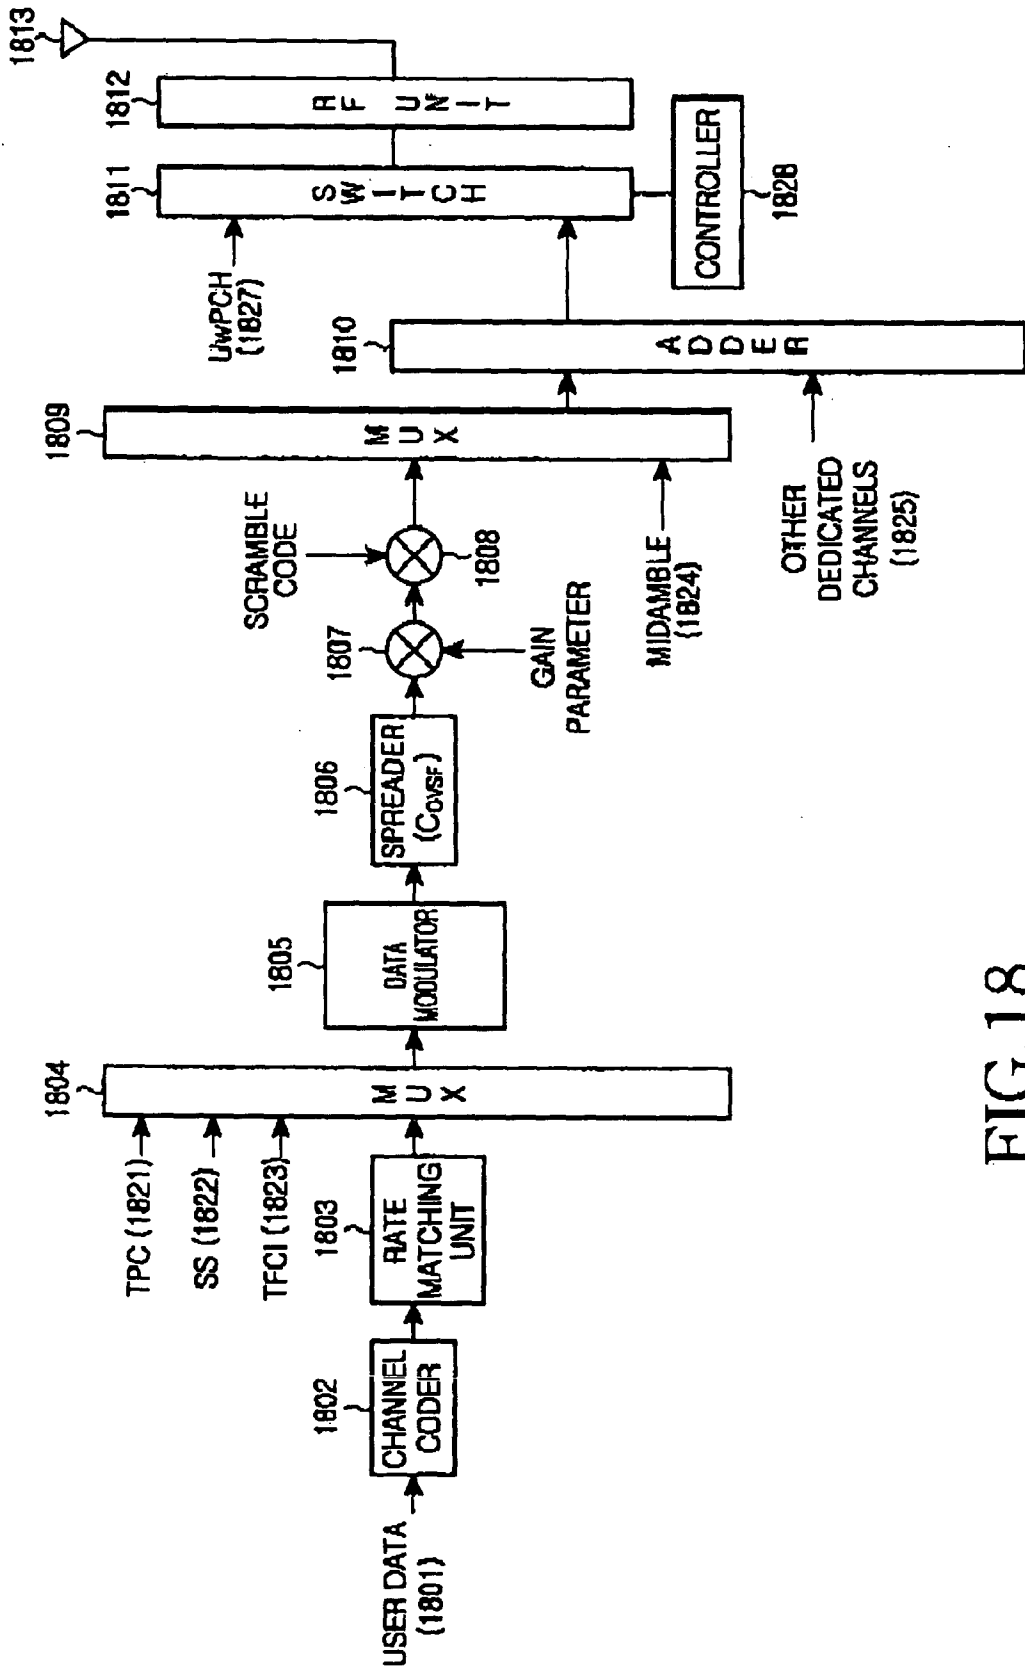 USER DATA
(1801)
1802
CHANNEL
CODER
1803
RATE
MATCHING
UNIT
TPC (1821)
SS (1822)
TFCI (1823)
1804
MUX
1805
DATA
MODULATOR
1806
SPREADER
(COVSF)
1807
GAIN
PARAMETER
SCRAMBLE
CODE
1808
1809
MUX
MIDAMBLE
(1824)
1810
ADDER
OTHER
DEDICATED
CHANNELS
(1825)
UwPCH
(1827)
1811
SWITCH
CONTROLLER
1828
1812
RF UNIT
1813
FIG.18